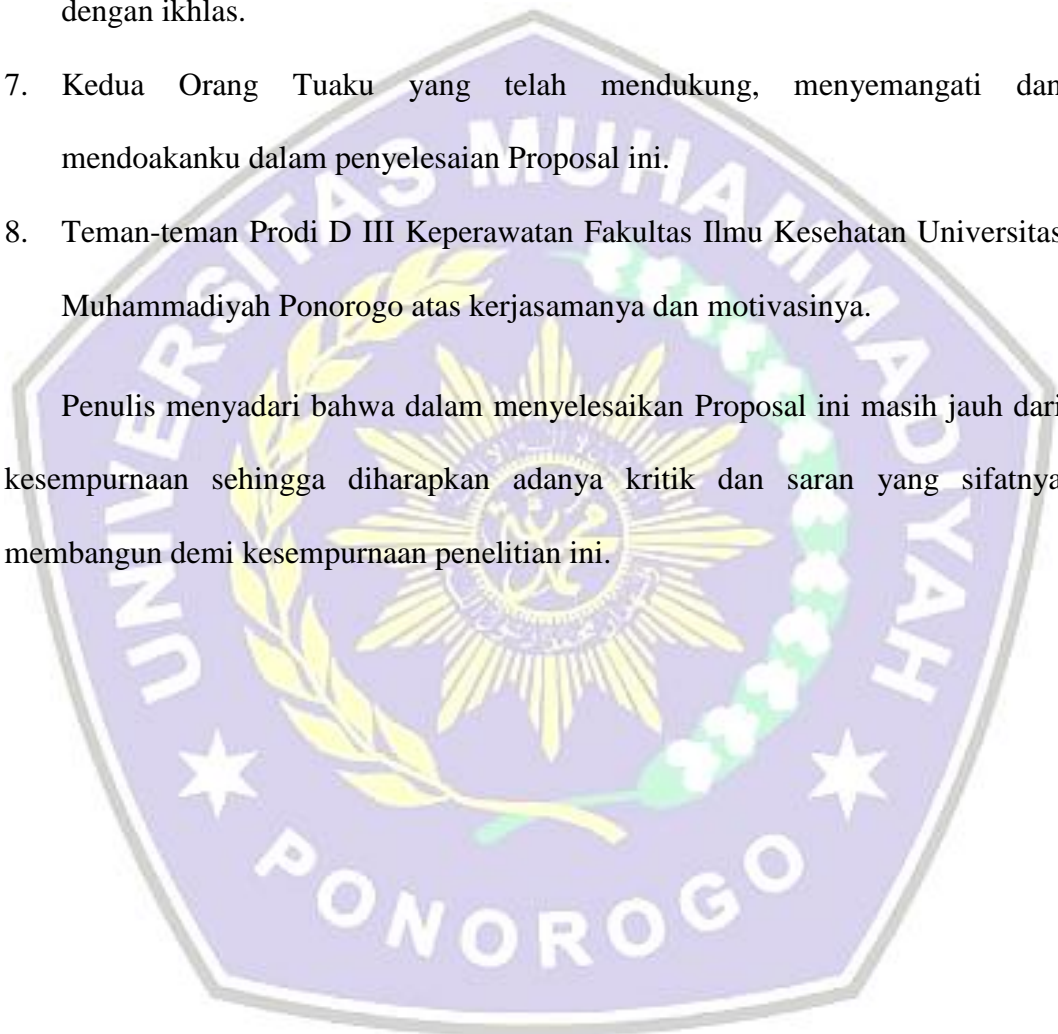 dengan ikhlas.
7. Kedua Orang Tuaku yang telah mendukung, menyemangati dan
mendoakanku dalam penyelesaian Proposal ini.
8. Teman-teman Prodi D III Keperawatan Fakultas Ilmu Kesehatan Universitas
Muhammadiyah Ponorogo atas kerjasamanya dan motivasinya.
Penulis menyadari bahwa dalam menyelesaikan Proposal ini masih jauh dari
kesempurnaan sehingga diharapkan adanya kritik dan saran yang sifatnya
membangun demi kesempurnaan penelitian ini.
UNIVERSITAS MUHAMMADIYAH
PONOROGO